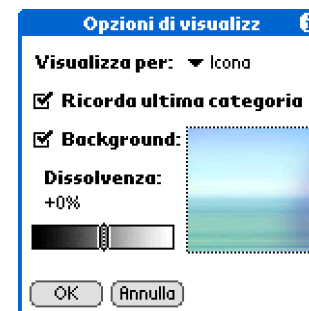 Opzioni di visualizz
Visualizza per: Icona
Ricorda ultima categoria
Background:
Dissolvenza:
+0%
OK Annulla